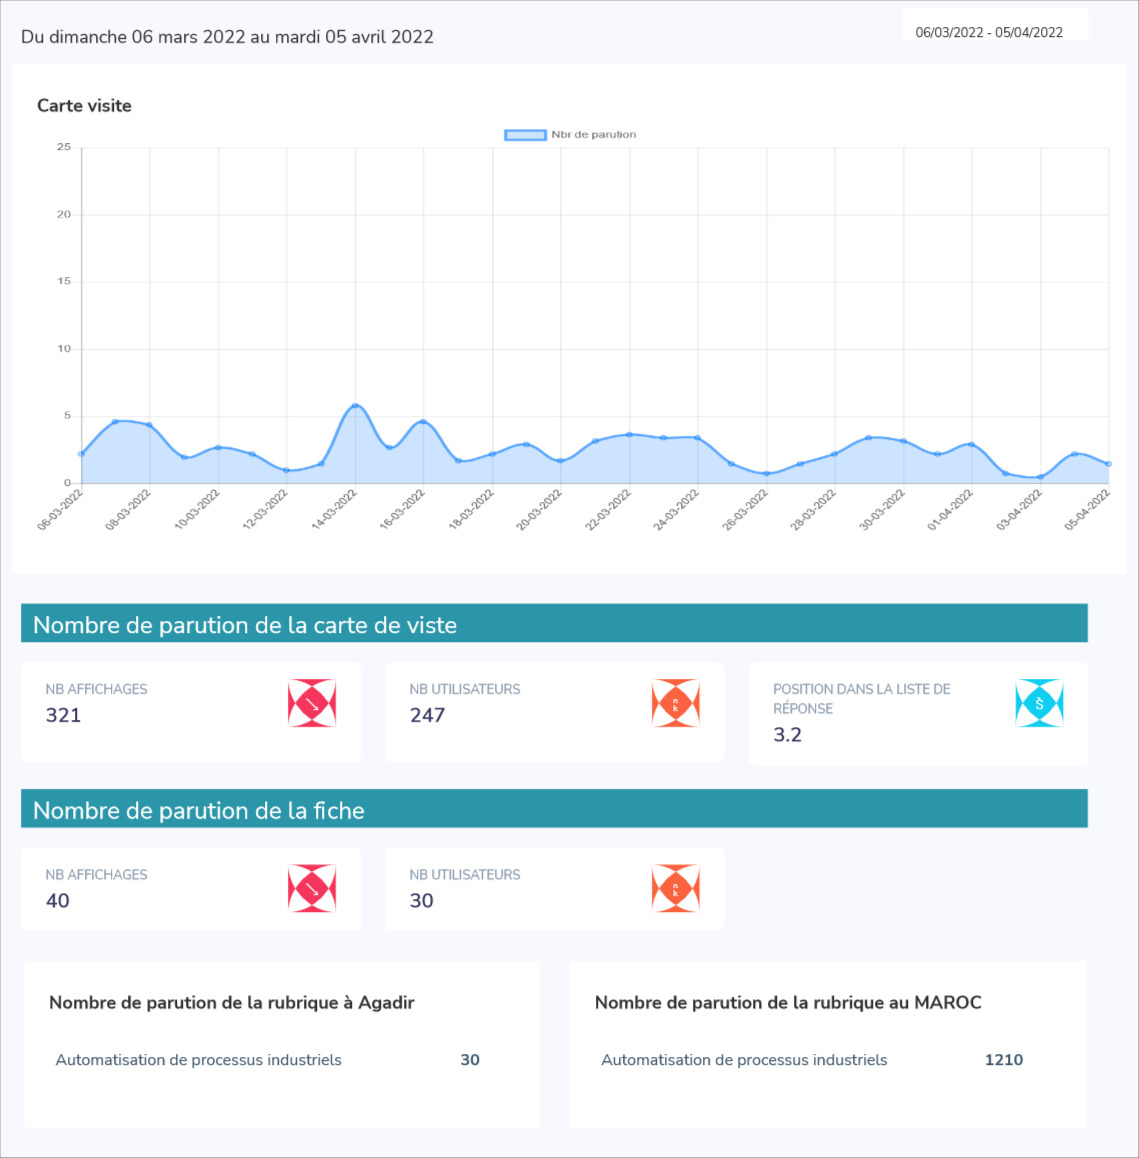 Du dimanche 06 mars 2022 au mardi 05 avril 2022
06/03/2022 - 05/04/2022
Carte visite
Nbr de parution
25
20
15
10
5
0
06-03-2022
08-03-2022
10-03-2022
12-03-2022
14-03-2022
16-03-2022
18-03-2022
20-03-2022
22-03-2022
24-03-2022
26-03-2022
28-03-2022
30-03-2022
01-04-2022
03-04-2022
05-04-2022
Nombre de parution de la carte de viste
NB AFFICHAGES
321
NB UTILISATEURS
247
n
k
POSITION DANS LA LISTE DE
RÉPONSE
3.2
Nombre de parution de la fiche
NB AFFICHAGES
40
NB UTILISATEURS
30
n
k
Nombre de parution de la rubrique à Agadir
Automatisation de processus industriels 30
Nombre de parution de la rubrique au MAROC
Automatisation de processus industriels 1210